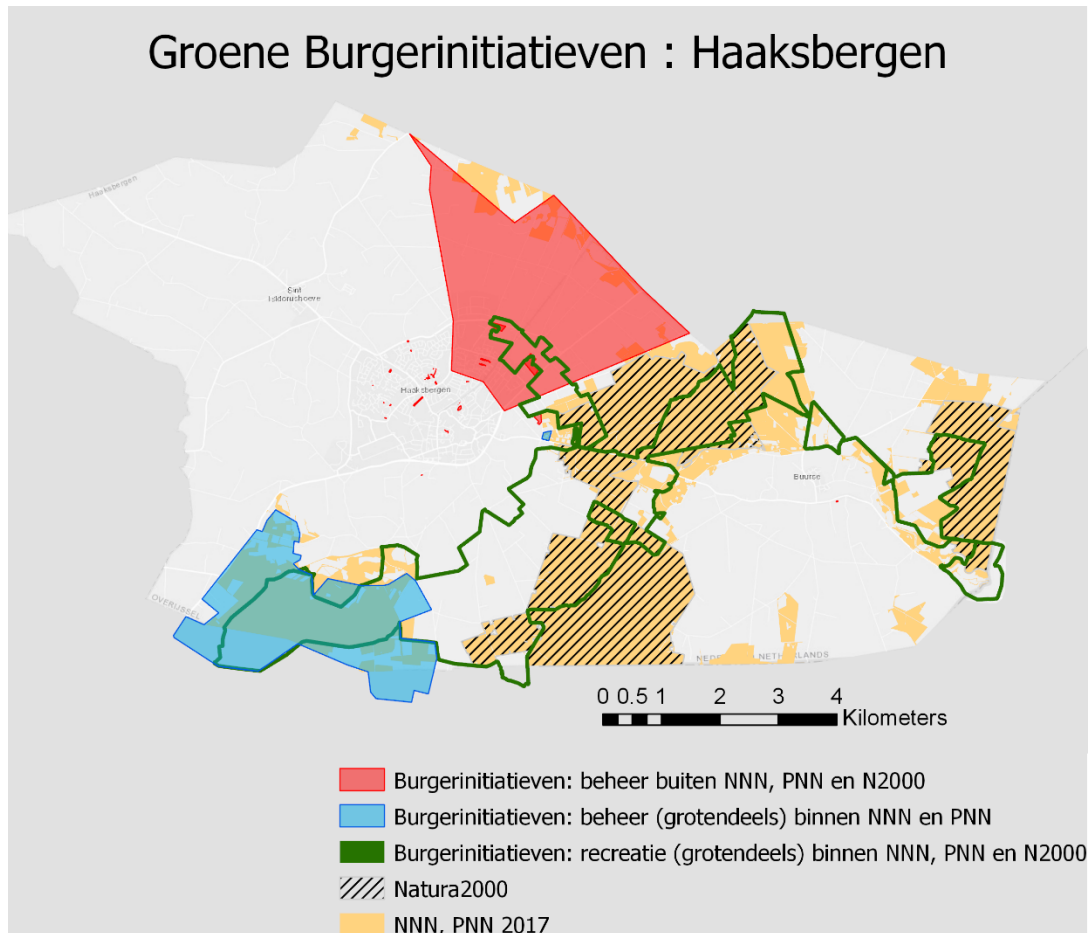 Groene Burgerinitiatieven : Haaksbergen
Haaksbergen
Sint
Isidorushoeve
Haaksbergen
Buurse
OVERIJSSEL
NETHERLANDS
0 0.5 1 2 3 4
Kilometers
Burgerinitiatieven: beheer buiten NNN, PNN en N2000
Burgerinitiatieven: beheer (grotendeels) binnen NNN en PNN
Burgerinitiatieven: recreatie (grotendeels) binnen NNN, PNN en N2000
Natura2000
NNN, PNN 2017